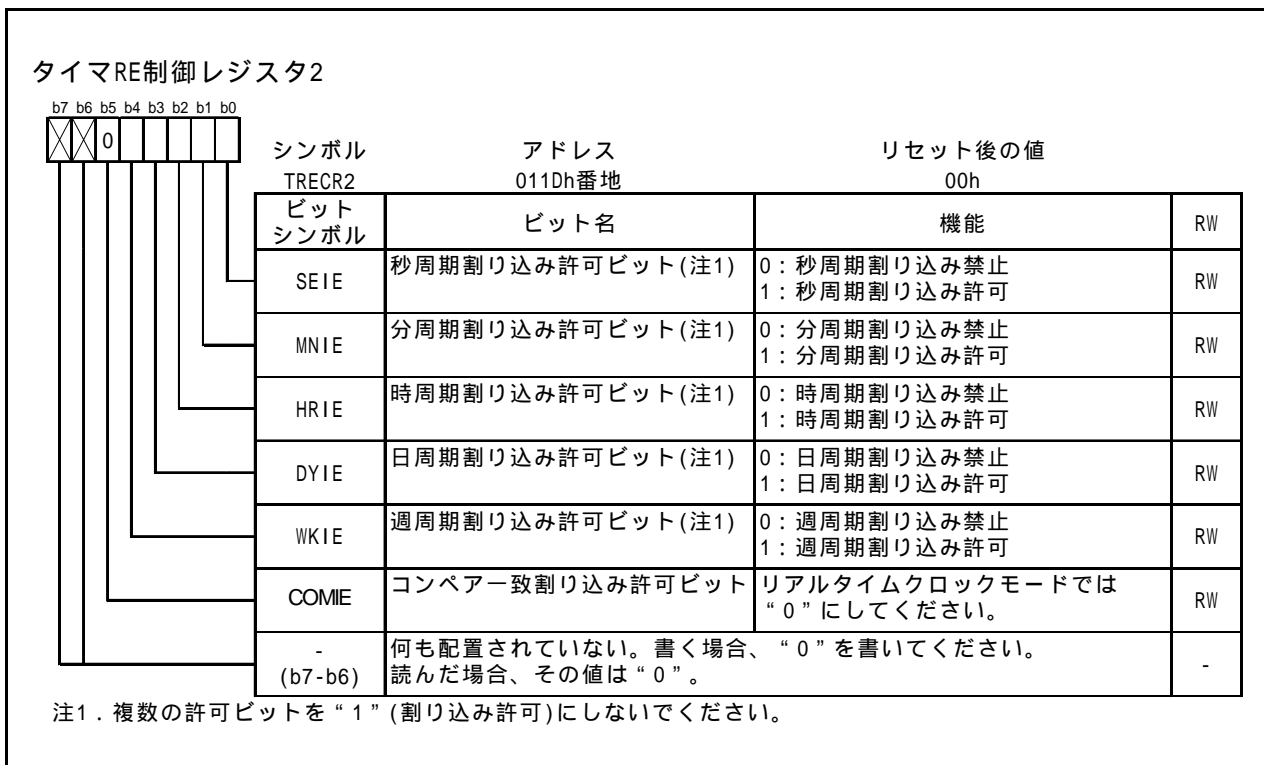 タイマRE制御レジスタ2
b7 b6 b5 b4 b3 b2 b1 b0
0
シンボル アドレス リセット後の値
TRECR2 011Dh番地 00h
ビット
シンボル ビット名 機能 RW
SEIE 秒周期割り込み許可ビット(注1) 0：秒周期割り込み禁止
1：秒周期割り込み許可 RW
MNIE 分周期割り込み許可ビット(注1) 0：分周期割り込み禁止
1：分周期割り込み許可 RW
HRIE 時周期割り込み許可ビット(注1) 0：時周期割り込み禁止
1：時周期割り込み許可 RW
DYIE 日周期割り込み許可ビット(注1) 0：日周期割り込み禁止
1：日周期割り込み許可 RW
WKIE 週周期割り込み許可ビット(注1) 0：週周期割り込み禁止
1：週周期割り込み許可 RW
COMIE コンペア一致割り込み許可ビット リアルタイムクロックモードでは
“0”にしてください。 RW
-
(b7-b6) 何も配置されていない。書く場合、“0”を書いてください。
読んだ場合、その値は“0”。 -
注1．複数の許可ビットを“1”(割り込み許可)にしないでください。